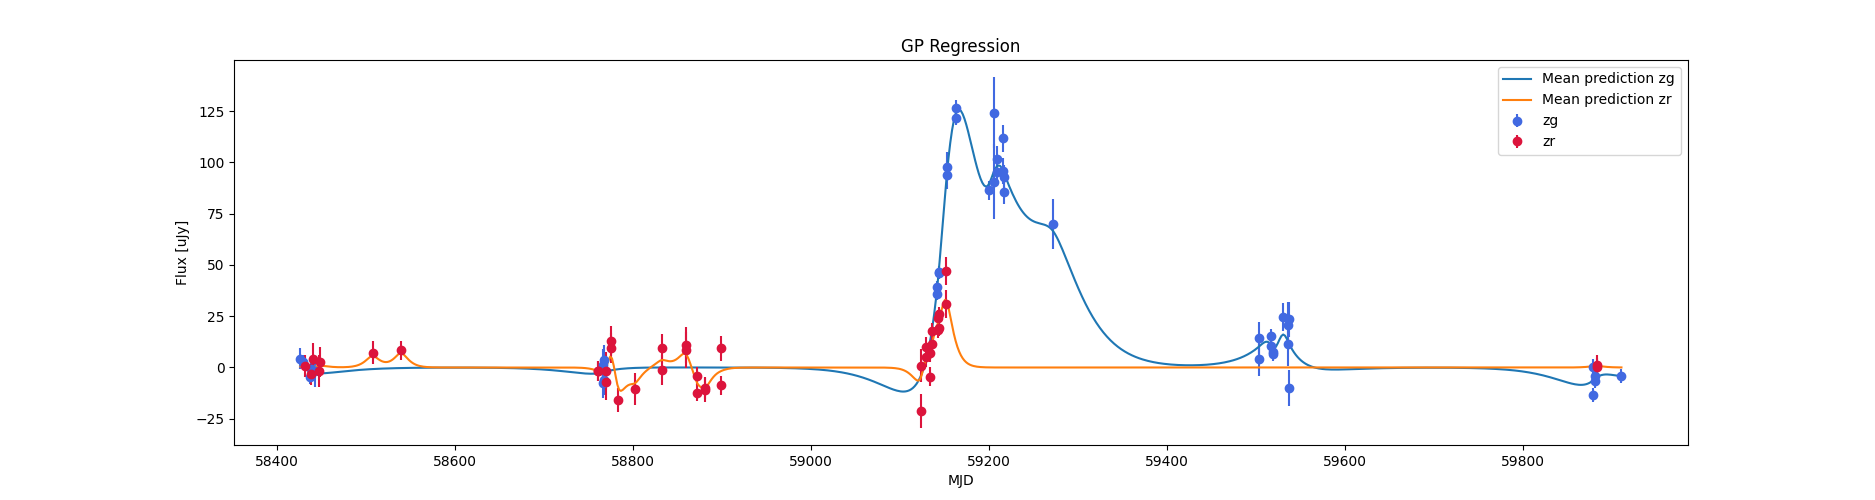 GP Regression
Mean prediction zg
Mean prediction zr
zg
zr
Flux [uJy]
125
100
75
50
25
0
−25
58400 58600 58800 59000 59200 59400 59600 59800
MJD